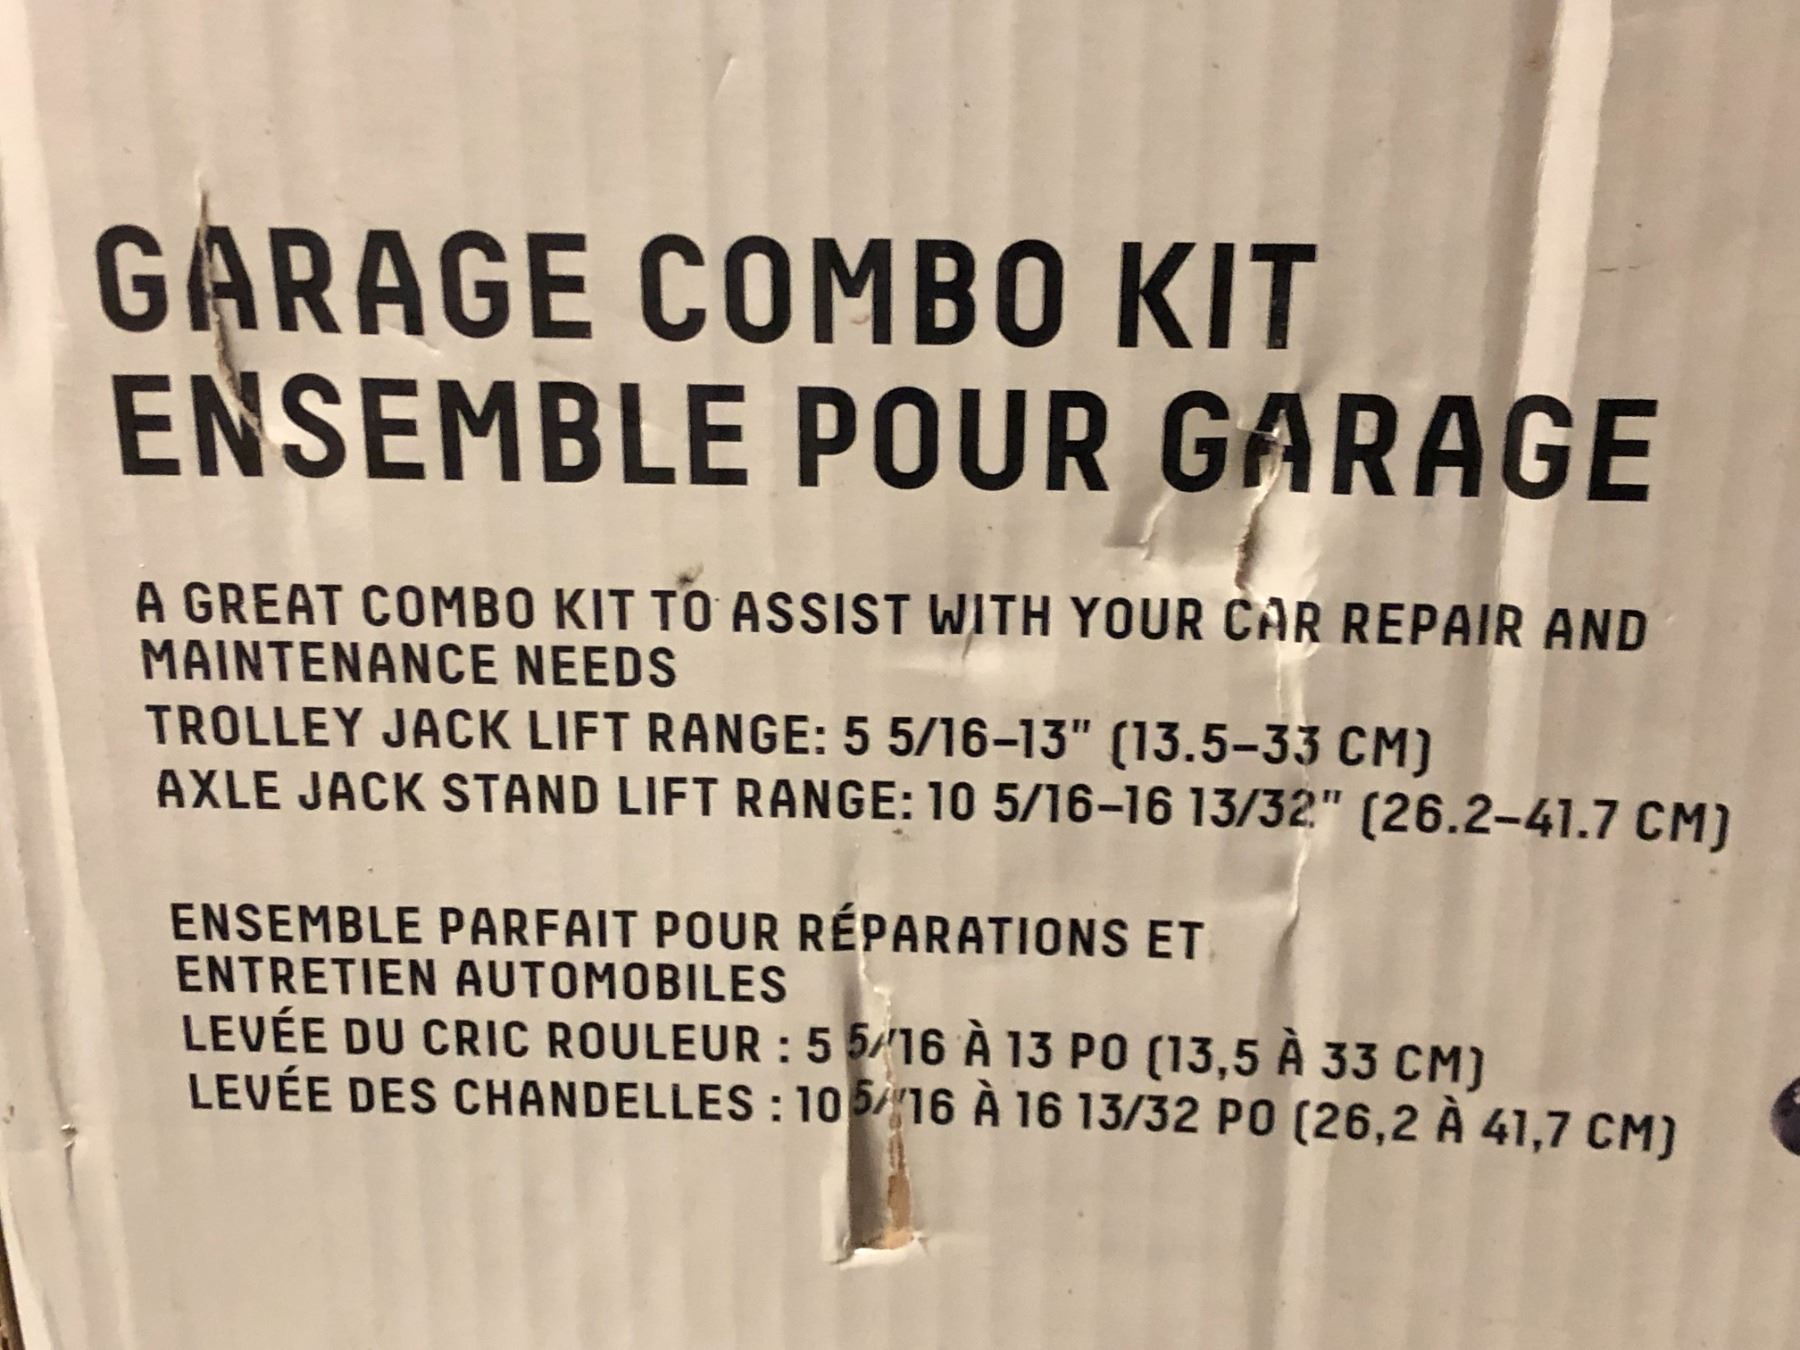 GARAGE COMBO KIT
ENSEMBLE POUR GARAGE
A GREAT COMBO KIT TO ASSIST WITH YOUR CAR REPAIR AND
MAINTENANCE NEEDS
TROLLEY JACK LIFT RANGE: 5 5/16–13" (13.5–33 CM)
AXLE JACK STAND LIFT RANGE: 10 5/16–16 13/32" (26.2–41.7 CM)
ENSEMBLE PARFAIT POUR RÉPARATIONS ET
ENTRETIEN AUTOMOBILES
LEVÉE DU CRIC ROULEUR : 5 5/16 À 13 PO (13,5 À 33 CM)
LEVÉE DES CHANDELLES : 10 5/16 À 16 13/32 PO (26,2 À 41,7 CM)